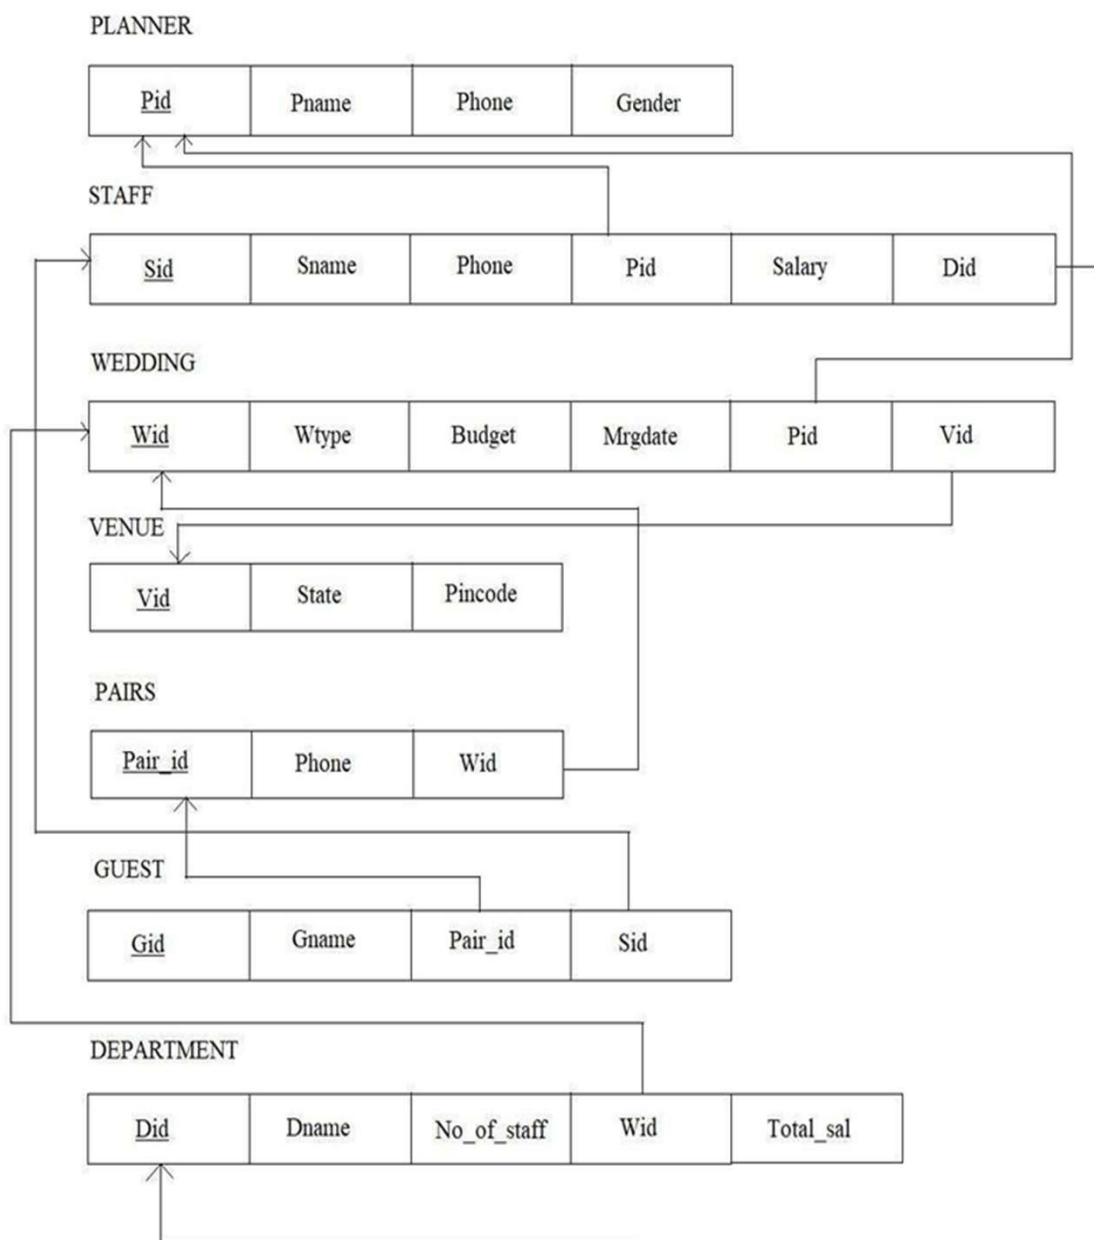 PLANNER
Pid Pname Phone Gender
STAFF
Sid Sname Phone Pid Salary Did
WEDDING
Wid Wtype Budget Mrgdate Pid Vid
VENUE
Vid State Pincode
PAIRS
Pair_id Phone Wid
GUEST
Gid Gname Pair_id Sid
DEPARTMENT
Did Dname No_of_staff Wid Total_sal